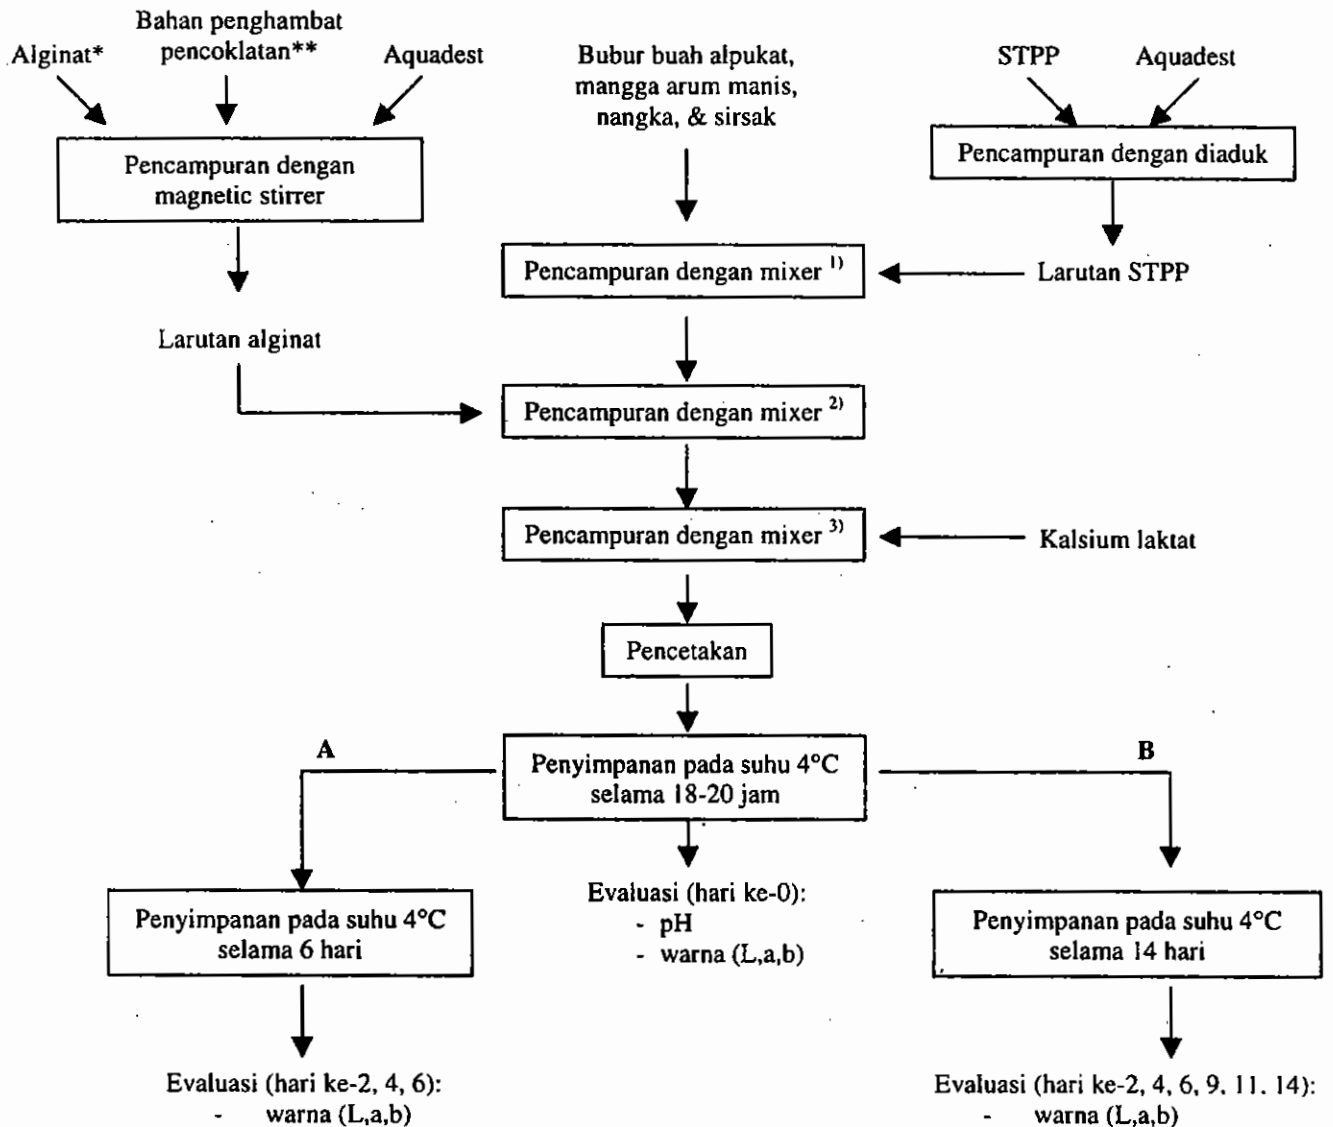 Bahan penghambat
pencoklatan**
Alginat*
Aquadest
Pencampuran dengan
magnetic stirrer
Larutan alginat
Bubur buah alpukat,
mangga arum manis,
nangka, & sirsak
STPP
Aquadest
Pencampuran dengan diaduk
Larutan STPP
Pencampuran dengan mixer 1)
Pencampuran dengan mixer 2)
Pencampuran dengan mixer 3)
Kalsium laktat
Pencetakan
Penyimpanan pada suhu 4°C
selama 18-20 jam
A
B
Penyimpanan pada suhu 4°C
selama 6 hari
Evaluasi (hari ke-0):
- pH
- warna (L,a,b)
Penyimpanan pada suhu 4°C
selama 14 hari
Evaluasi (hari ke-2, 4, 6):
- warna (L,a,b)
Evaluasi (hari ke-2, 4, 6, 9, 11. 14):
- warna (L,a,b)